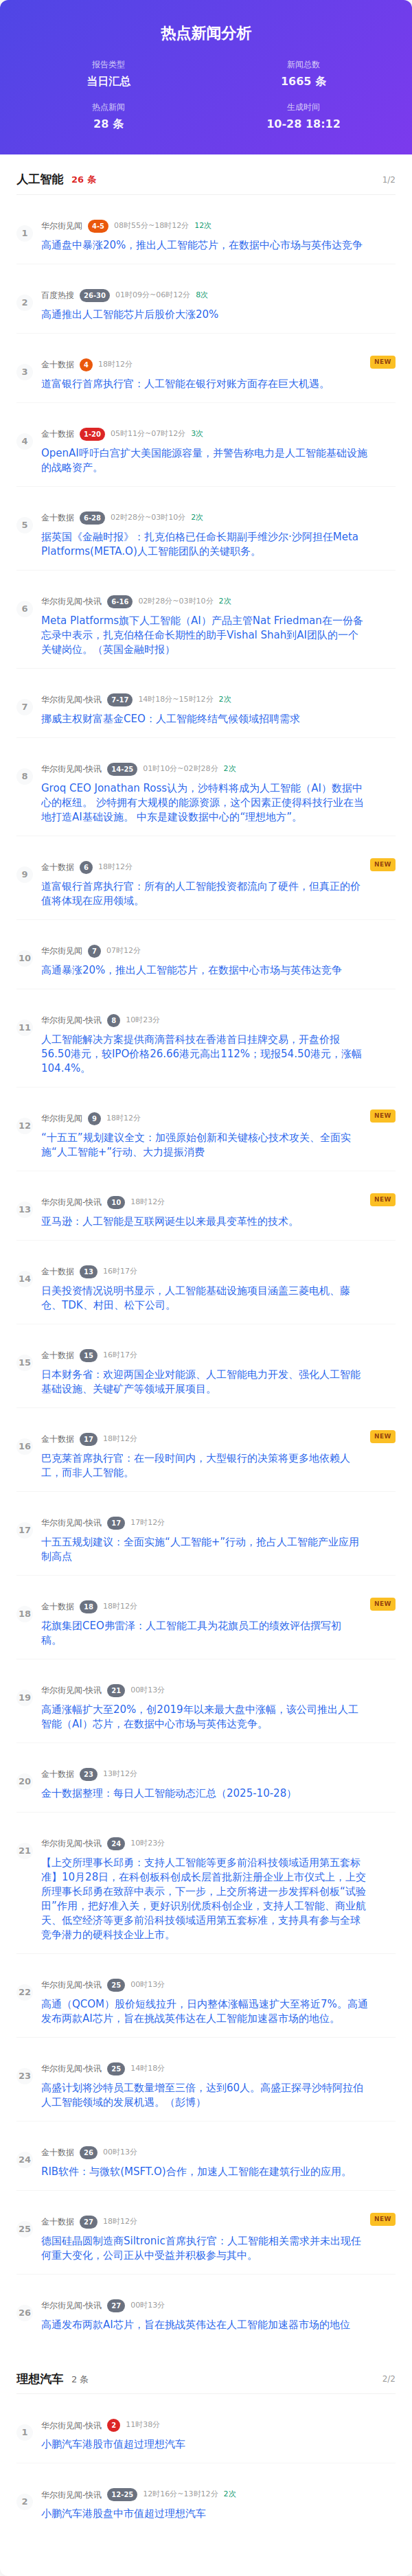 热点新闻分析
报告类型
当日汇总
新闻总数
1665 条
热点新闻
28 条
生成时间
10-28 18:12
人工智能 26 条 1/2
1
华尔街见闻 4-5 08时55分~18时12分 12次
高通盘中暴涨20%，推出人工智能芯片，在数据中心市场与英伟达竞争
2
百度热搜 26-30 01时09分~06时12分 8次
高通推出人工智能芯片后股价大涨20%
3
金十数据 4 18时12分 NEW
道富银行首席执行官：人工智能在银行对账方面存在巨大机遇。
4
金十数据 1-20 05时11分~07时12分 3次
OpenAI呼吁白宫扩大美国能源容量，并警告称电力是人工智能基础设施
的战略资产。
5
金十数据 6-28 02时28分~03时10分 2次
据英国《金融时报》：扎克伯格已任命长期副手维沙尔·沙阿担任Meta
Platforms(META.O)人工智能团队的关键职务。
6
华尔街见闻-快讯 6-16 02时28分~03时10分 2次
Meta Platforms旗下人工智能（AI）产品主管Nat Friedman在一份备
忘录中表示，扎克伯格任命长期性的助手Vishal Shah到AI团队的一个
关键岗位。（英国金融时报）
7
华尔街见闻-快讯 7-17 14时18分~15时12分 2次
挪威主权财富基金CEO：人工智能终结气候领域招聘需求
8
华尔街见闻-快讯 14-25 01时10分~02时28分 2次
Groq CEO Jonathan Ross认为，沙特料将成为人工智能（AI）数据中
心的枢纽。 沙特拥有大规模的能源资源，这个因素正使得科技行业在当
地打造AI基础设施。 中东是建设数据中心的“理想地方”。
9
金十数据 6 18时12分 NEW
道富银行首席执行官：所有的人工智能投资都流向了硬件，但真正的价
值将体现在应用领域。
10
华尔街见闻 7 07时12分
高通暴涨20%，推出人工智能芯片，在数据中心市场与英伟达竞争
11
华尔街见闻-快讯 8 10时23分
人工智能解决方案提供商滴普科技在香港首日挂牌交易，开盘价报
56.50港元，较IPO价格26.66港元高出112%；现报54.50港元，涨幅
104.4%。
12
华尔街见闻 9 18时12分 NEW
“十五五”规划建议全文：加强原始创新和关键核心技术攻关、全面实
施“人工智能+”行动、大力提振消费
13
华尔街见闻-快讯 10 18时12分 NEW
亚马逊：人工智能是互联网诞生以来最具变革性的技术。
14
金十数据 13 16时17分
日美投资情况说明书显示，人工智能基础设施项目涵盖三菱电机、藤
仓、TDK、村田、松下公司。
15
金十数据 15 16时17分
日本财务省：欢迎两国企业对能源、人工智能电力开发、强化人工智能
基础设施、关键矿产等领域开展项目。
16
金十数据 17 18时12分 NEW
巴克莱首席执行官：在一段时间内，大型银行的决策将更多地依赖人
工，而非人工智能。
17
华尔街见闻-快讯 17 17时12分
十五五规划建议：全面实施“人工智能+”行动，抢占人工智能产业应用
制高点
18
金十数据 18 18时12分 NEW
花旗集团CEO弗雷泽：人工智能工具为花旗员工的绩效评估撰写初
稿。
19
华尔街见闻-快讯 21 00时13分
高通涨幅扩大至20%，创2019年以来最大盘中涨幅，该公司推出人工
智能（AI）芯片，在数据中心市场与英伟达竞争。
20
金十数据 23 13时12分
金十数据整理：每日人工智能动态汇总（2025-10-28）
21
华尔街见闻-快讯 24 10时23分
【上交所理事长邱勇：支持人工智能等更多前沿科技领域适用第五套标
准】10月28日，在科创板科创成长层首批新注册企业上市仪式上，上交
所理事长邱勇在致辞中表示，下一步，上交所将进一步发挥科创板“试验
田”作用，把好准入关，更好识别优质科创企业，支持人工智能、商业航
天、低空经济等更多前沿科技领域适用第五套标准，支持具有参与全球
竞争潜力的硬科技企业上市。
22
华尔街见闻-快讯 25 00时13分
高通（QCOM）股价短线拉升，日内整体涨幅迅速扩大至将近7%。高通
发布两款AI芯片，旨在挑战英伟达在人工智能加速器市场的地位。
23
华尔街见闻-快讯 25 14时18分
高盛计划将沙特员工数量增至三倍，达到60人。高盛正探寻沙特阿拉伯
人工智能领域的发展机遇。（彭博）
24
金十数据 26 00时13分
RIB软件：与微软(MSFT.O)合作，加速人工智能在建筑行业的应用。
25
金十数据 27 18时12分 NEW
德国硅晶圆制造商Siltronic首席执行官：人工智能相关需求并未出现任
何重大变化，公司正从中受益并积极参与其中。
26
华尔街见闻-快讯 27 00时13分
高通发布两款AI芯片，旨在挑战英伟达在人工智能加速器市场的地位
理想汽车 2 条 2/2
1
华尔街见闻-快讯 2 11时38分
小鹏汽车港股市值超过理想汽车
2
华尔街见闻-快讯 12-25 12时16分~13时12分 2次
小鹏汽车港股盘中市值超过理想汽车